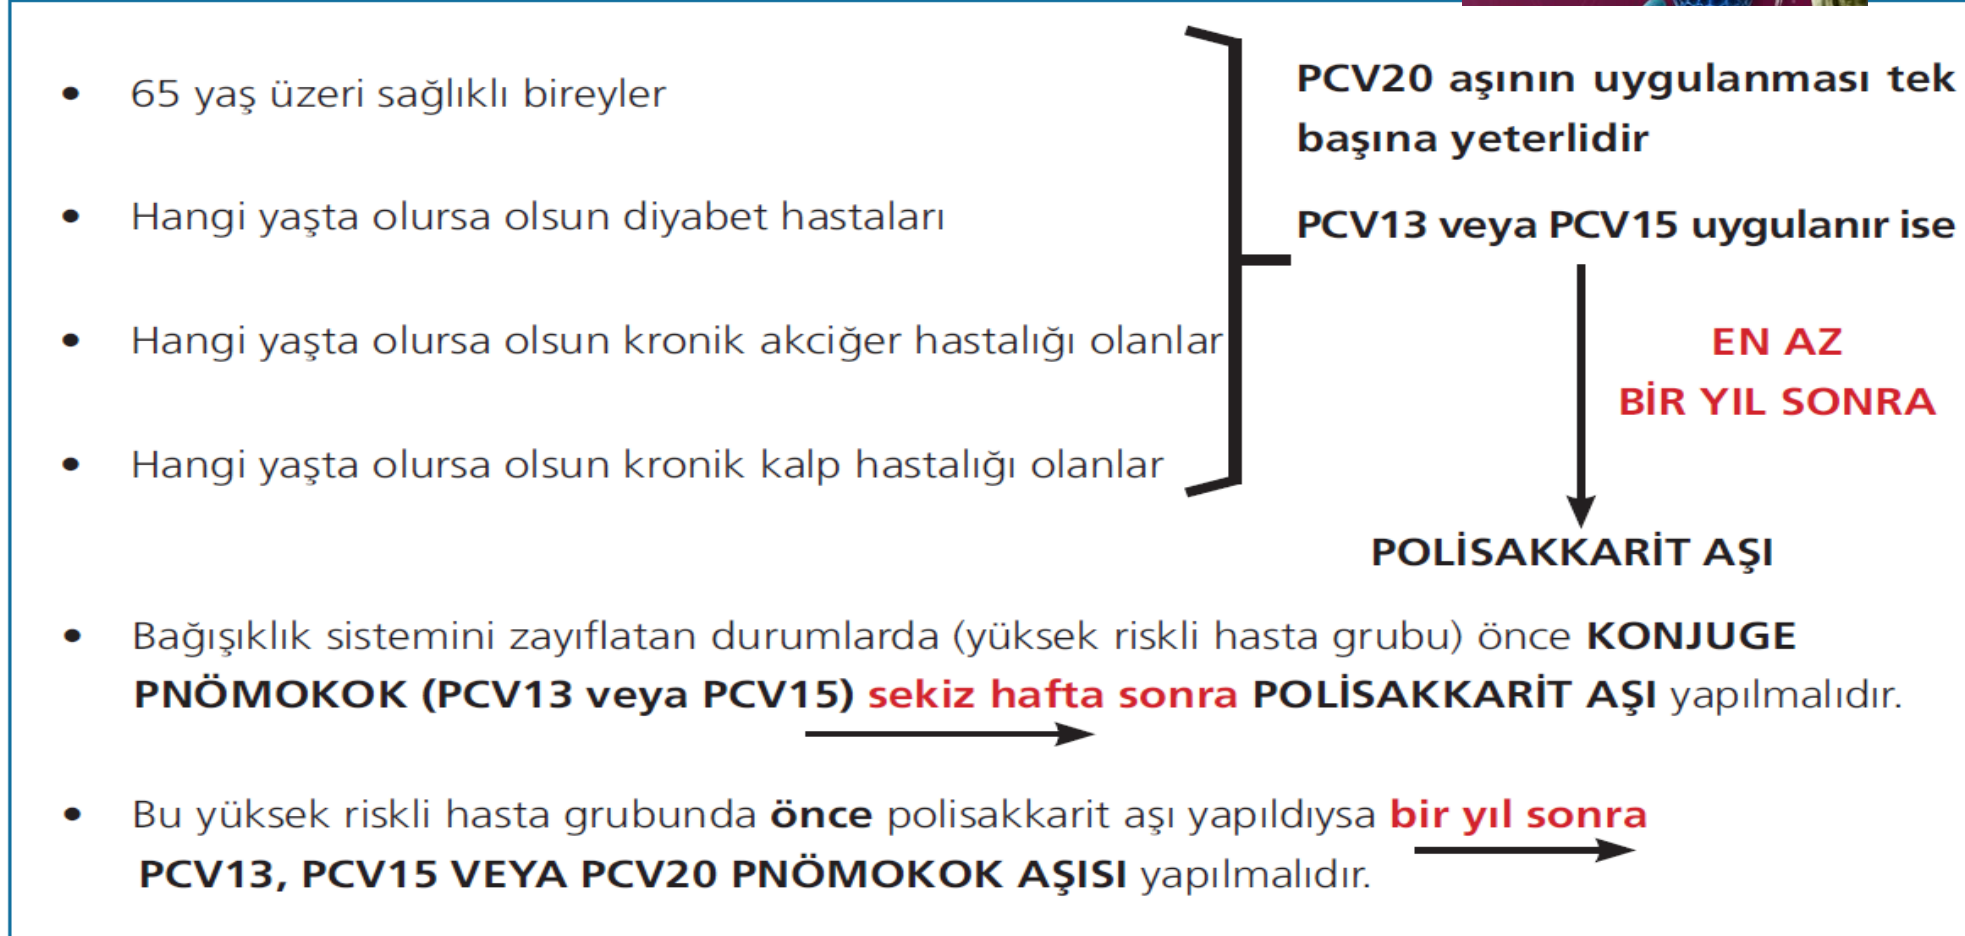 • 65 yaş üzeri sağlıklı bireyler
• Hangi yaşta olursa olsun diyabet hastaları
• Hangi yaşta olursa olsun kronik akciğer hastalığı olanlar
• Hangi yaşta olursa olsun kronik kalp hastalığı olanlar
PCV20 aşının uygulanması tek
başına yeterlidir
PCV13 veya PCV15 uygulanır ise
EN AZ
BİR YIL SONRA
POLİSAKKARİT AŞI
• Bağışıklık sistemini zayıflatan durumlarda (yüksek riskli hasta grubu) önce KONJUGE
PNÖMOKOK (PCV13 veya PCV15) sekiz hafta sonra POLİSAKKARİT AŞI yapılmalıdır.
• Bu yüksek riskli hasta grubunda önce polisakkarit aşı yapıldıysa bir yıl sonra
PCV13, PCV15 VEYA PCV20 PNÖMOKOK AŞISI yapılmalıdır.